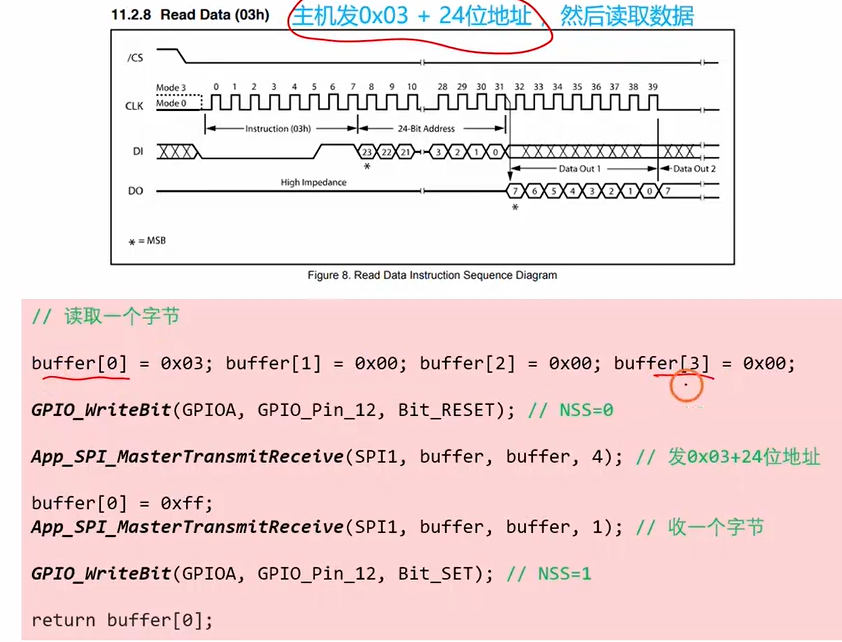 11.2.8 Read Data (03h) 主机发0x03 + 24位地址 , 然后读取数据
/CS
Mode 3 0 1 2 3 4 5 6 7 8 9 10 28 29 30 31 32 33 34 35 36 37 38 39
CLK Mode 0
Instruction (03h) 24-Bit Address
DI 23 22 21 3 2 1 0
* Data Out 1 Data Out 2
High Impedance
DO 7 6 5 4 3 2 1 0 7
*
* = MSB
Figure 8. Read Data Instruction Sequence Diagram
// 读取一个字节
buffer[0] = 0x03; buffer[1] = 0x00; buffer[2] = 0x00; buffer[3] = 0x00;
GPIO_WriteBit(GPIOA, GPIO_Pin_12, Bit_RESET); // NSS=0
App_SPI_MasterTransmitReceive(SPI1, buffer, buffer, 4); // 发0x03+24位地址
buffer[0] = 0xff;
App_SPI_MasterTransmitReceive(SPI1, buffer, buffer, 1); // 收一个字节
GPIO_WriteBit(GPIOA, GPIO_Pin_12, Bit_SET); // NSS=1
return buffer[0];